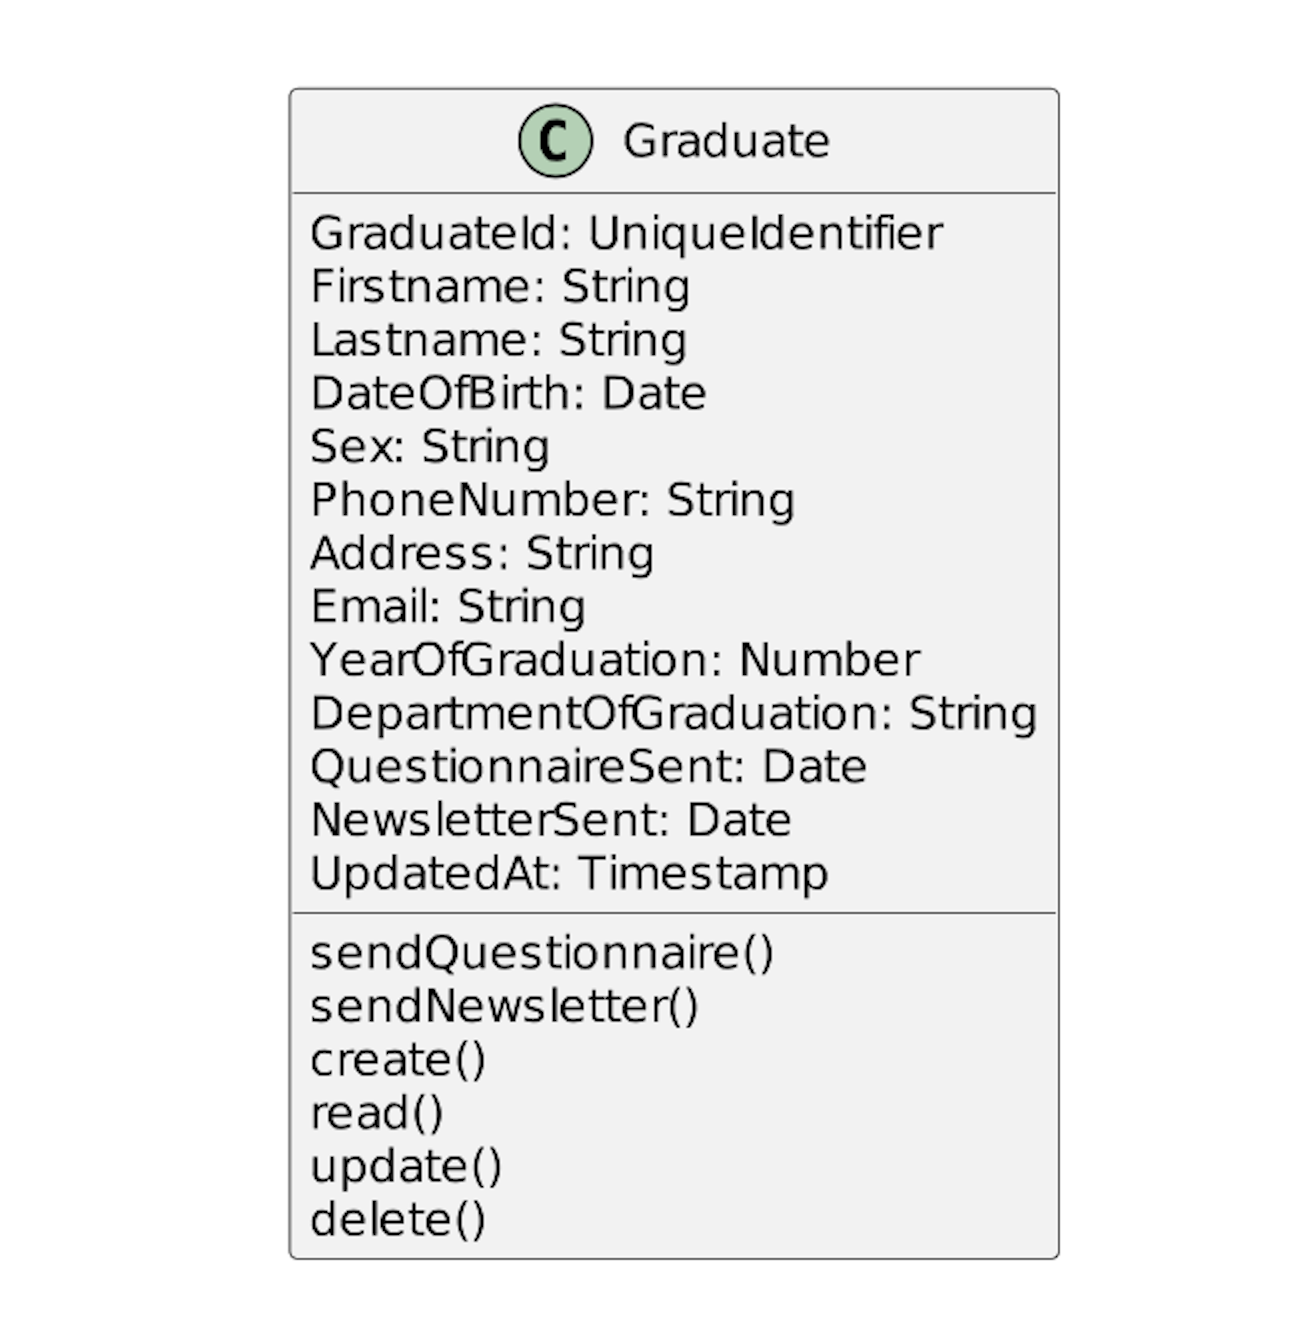 C Graduate
GraduateId: UniqueIdentifier
Firstname: String
Lastname: String
DateOfBirth: Date
Sex: String
PhoneNumber: String
Address: String
Email: String
YearOfGraduation: Number
DepartmentOfGraduation: String
QuestionnaireSent: Date
NewsletterSent: Date
UpdatedAt: Timestamp
sendQuestionnaire()
sendNewsletter()
create()
read()
update()
delete()